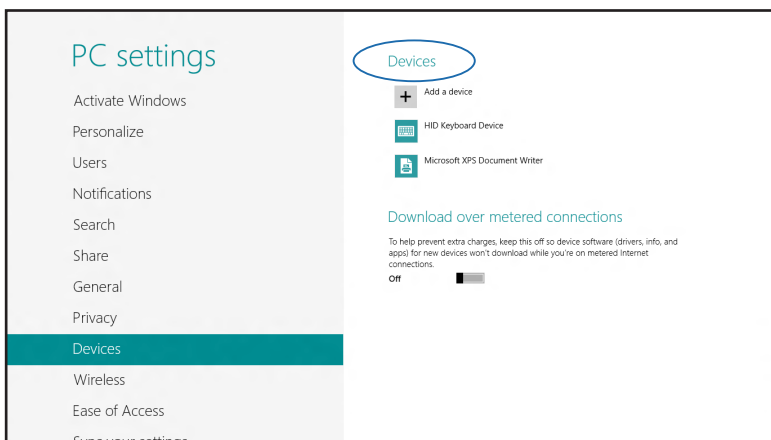 PC settings
Activate Windows
Personalize
Users
Notifications
Search
Share
General
Privacy
Devices
Wireless
Ease of Access
Sync your settings
Devices
Add a device
HID Keyboard Device
Microsoft XPS Document Writer
Download over metered connections
To help prevent extra charges, keep this off so device software (drivers, info, and
apps) for new devices won't download while you're on metered Internet
connections.
Off